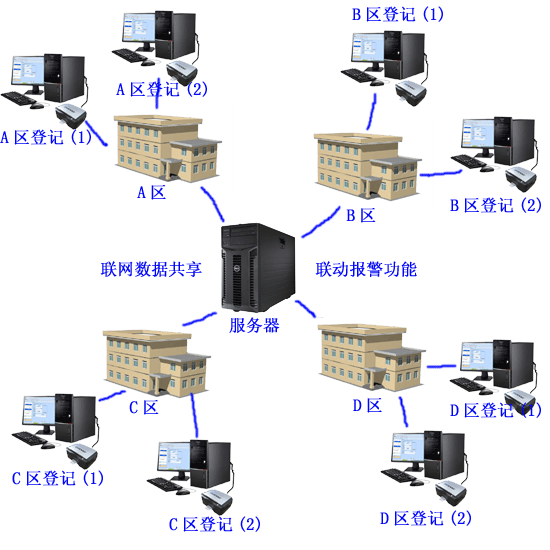 B区登记(1)
A区登记(2)
A区登记(1)
A区
B区
B区登记(2)
联网数据共享
联动报警功能
服务器
C区
D区
D区登记(1)
C区登记(1)
C区登记(2)
D区登记(2)